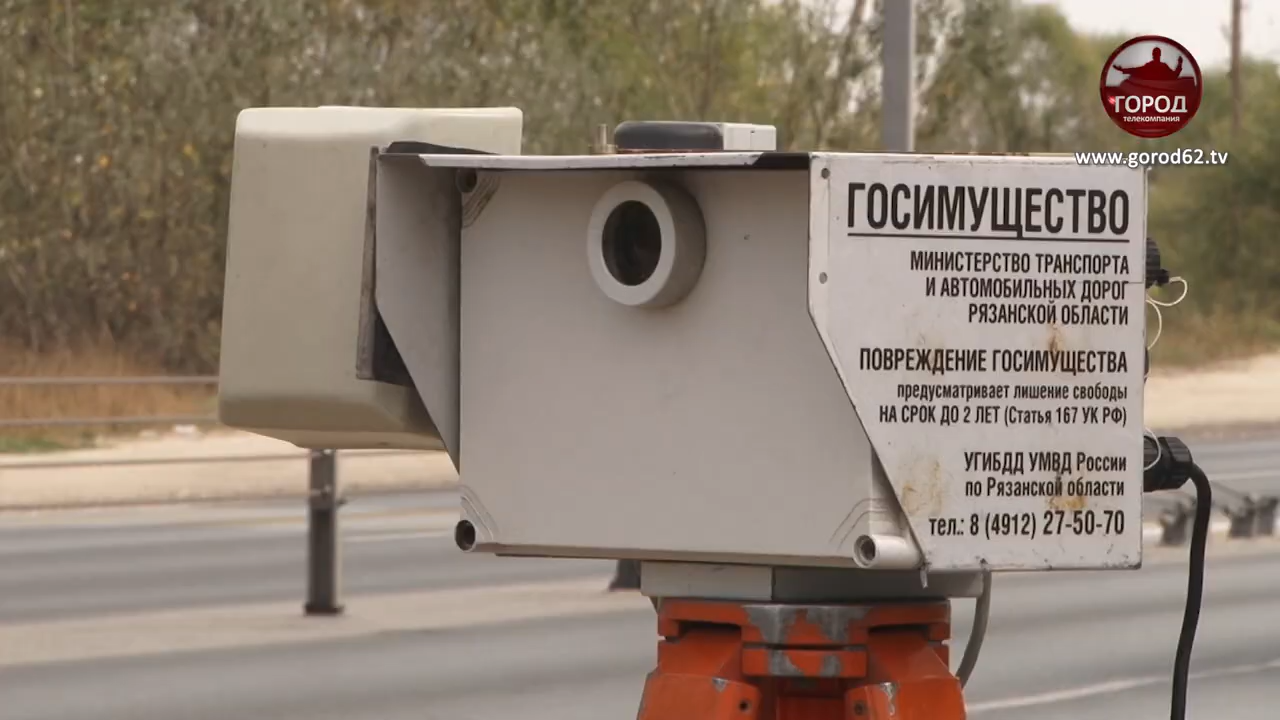 ГОРОД
телекомпания
www.gorod62.tv
ГОСИМУЩЕСТВО
МИНИСТЕРСТВО ТРАНСПОРТА
И АВТОМОБИЛЬНЫХ ДОРОГ
РЯЗАНСКОЙ ОБЛАСТИ
ПОВРЕЖДЕНИЕ ГОСИМУЩЕСТВА
предусматривает лишение свободы
НА СРОК ДО 2 ЛЕТ (Статья 167 УК РФ)
УГИБДД УМВД России
по Рязанской области
тел.: 8 (4912) 27-50-70